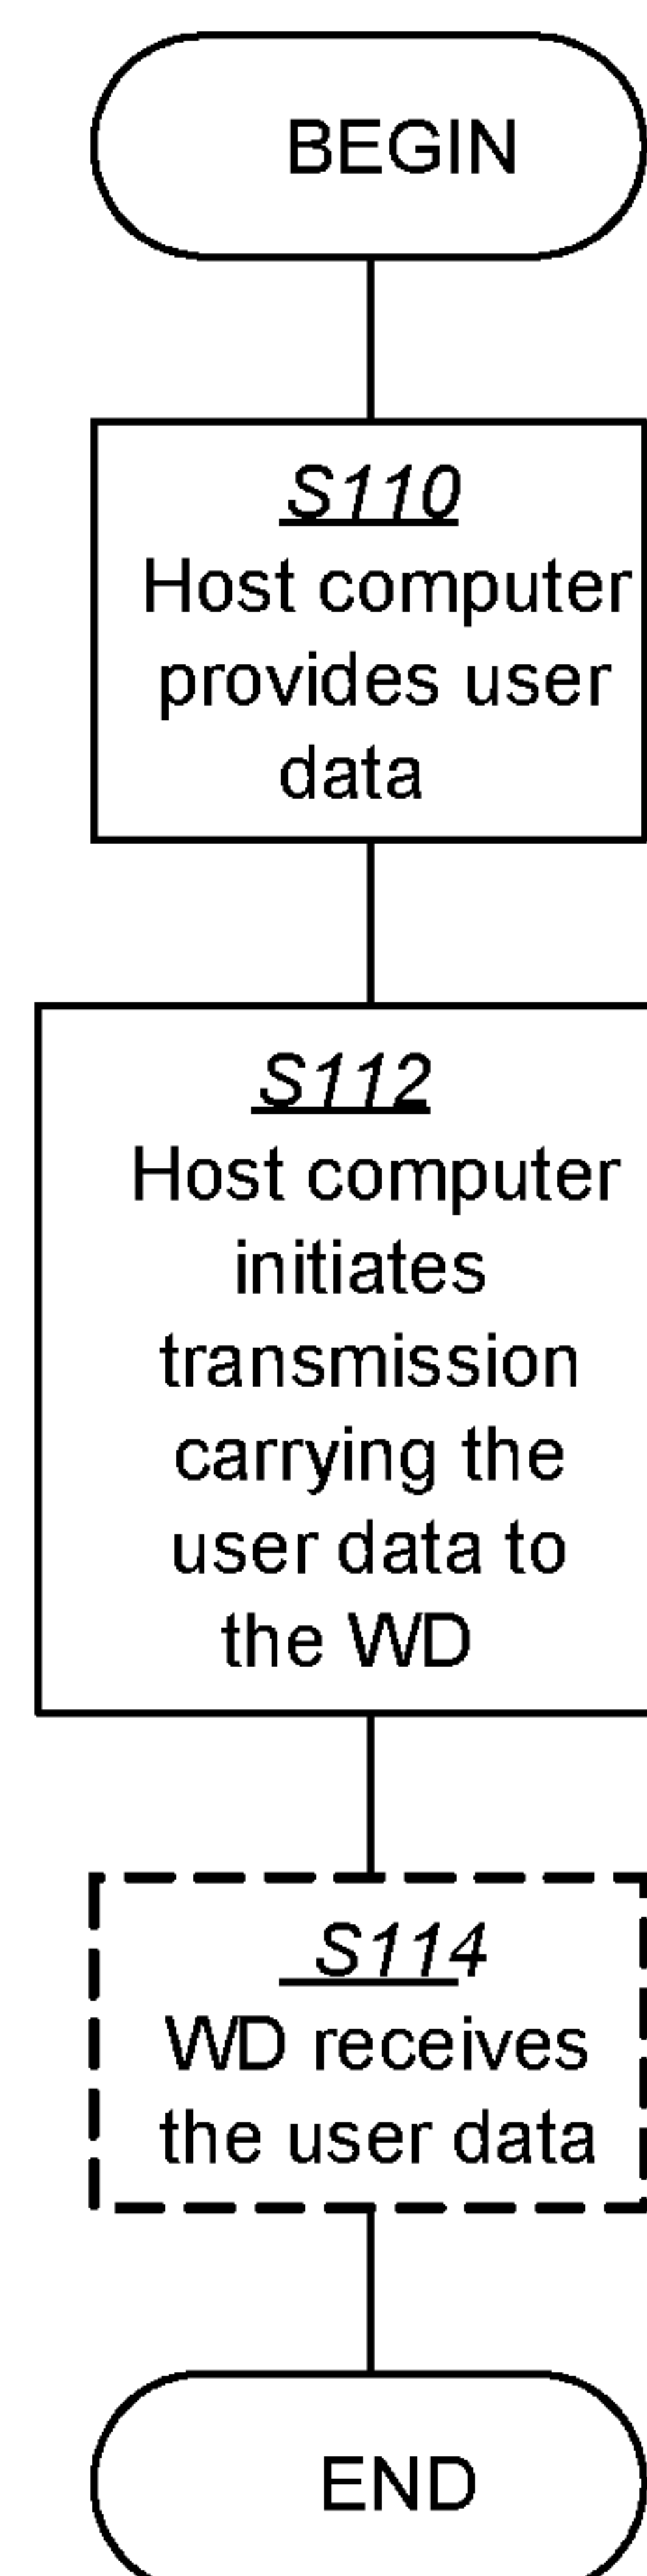 BEGIN
S110
Host computer
provides user
data
S112
Host computer
initiates
transmission
carrying the
user data to
the WD
S114
WD receives
the user data
END